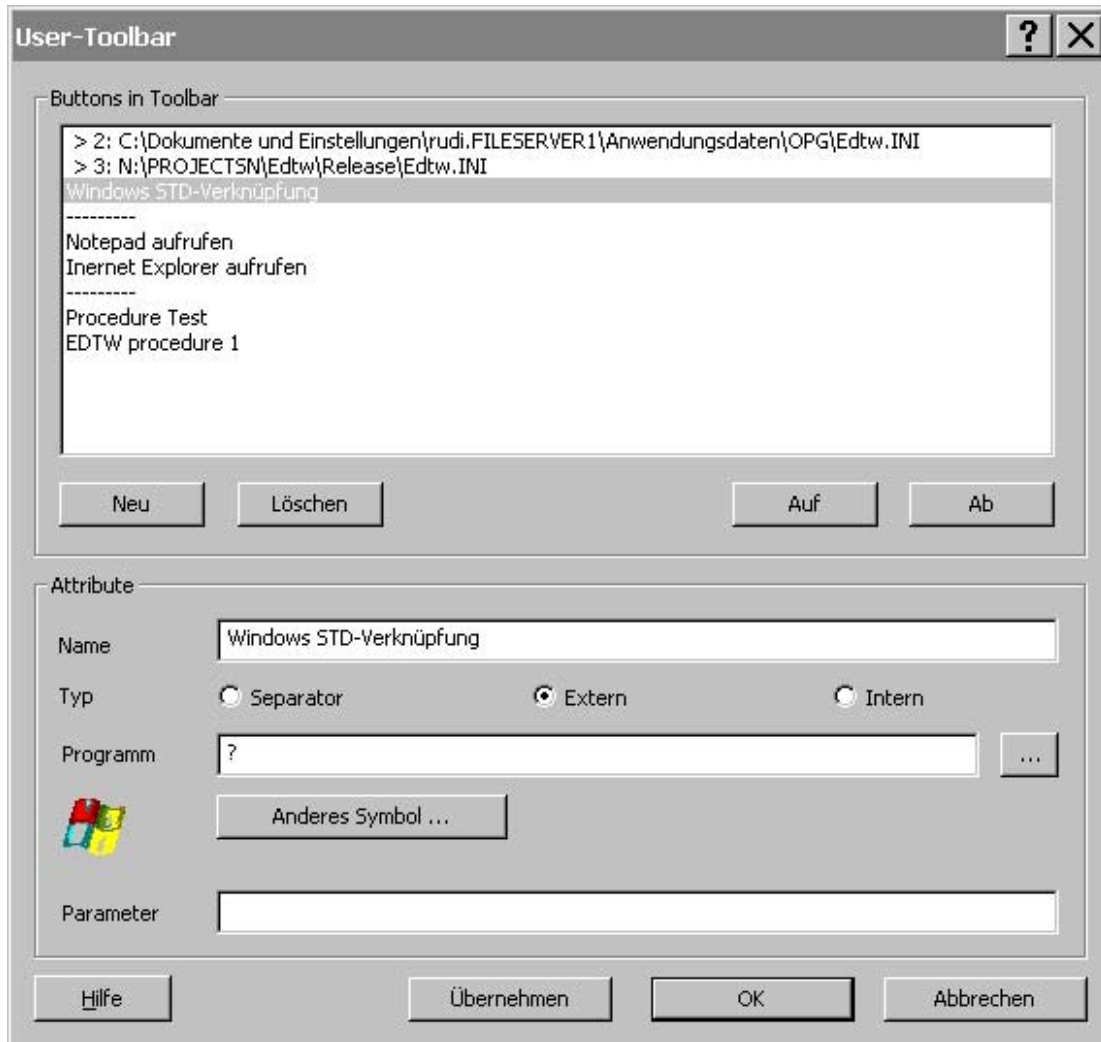 User-Toolbar
?
Buttons in Toolbar
> 2: C:\Dokumente und Einstellungen\rudi.FILESERVER1\Anwendungsdaten\OPG\Edtw.INI
> 3: N:\PROJECTSN\Edtw\Release\Edtw.INI
Windows STD-Verknüpfung
---------
Notepad aufrufen
Inernet Explorer aufrufen
---------
Procedure Test
EDTW procedure 1
Neu Löschen Auf Ab
Attribute
Name Windows STD-Verknüpfung
Typ Separator Extern Intern
Programm ? ...
Anderes Symbol ...
Parameter
Hilfe Übernehmen OK Abbrechen